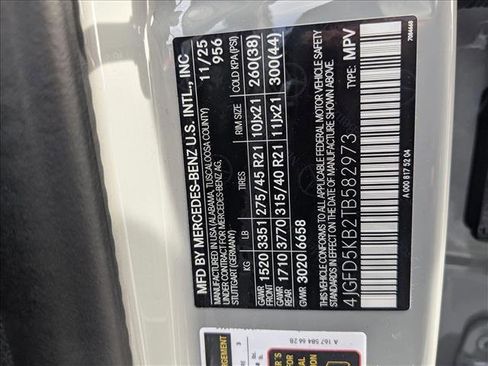 MFD BY MERCEDES-BENZ U.S. INTL., INC
MANUFACTURED IN USA (ALABAMA, TUSCALOOSA COUNTY)
UNDER CONTRACT FOR MERCEDES-BENZ AG,
STUTTGART (GERMANY)
11/25
956
KG LB TIRES RIM SIZE COLD KPA (PSI)
GAWR FRONT 1520 3351 275/45 R21 10Jx21 260(38)
GAWR REAR 1710 3770 315/40 R21 11Jx21 300(44)
GVWR 3020 6658
THIS VEHICLE CONFORMS TO ALL APPLICABLE FEDERAL MOTOR VEHICLE SAFETY
STANDARDS IN EFFECT ON THE DATE OF MANUFACTURE SHOWN ABOVE.
4JGFD5KB2TB582973 TYPE: MPV
A 000 817 52 04
7084668
A 167 584 66 28